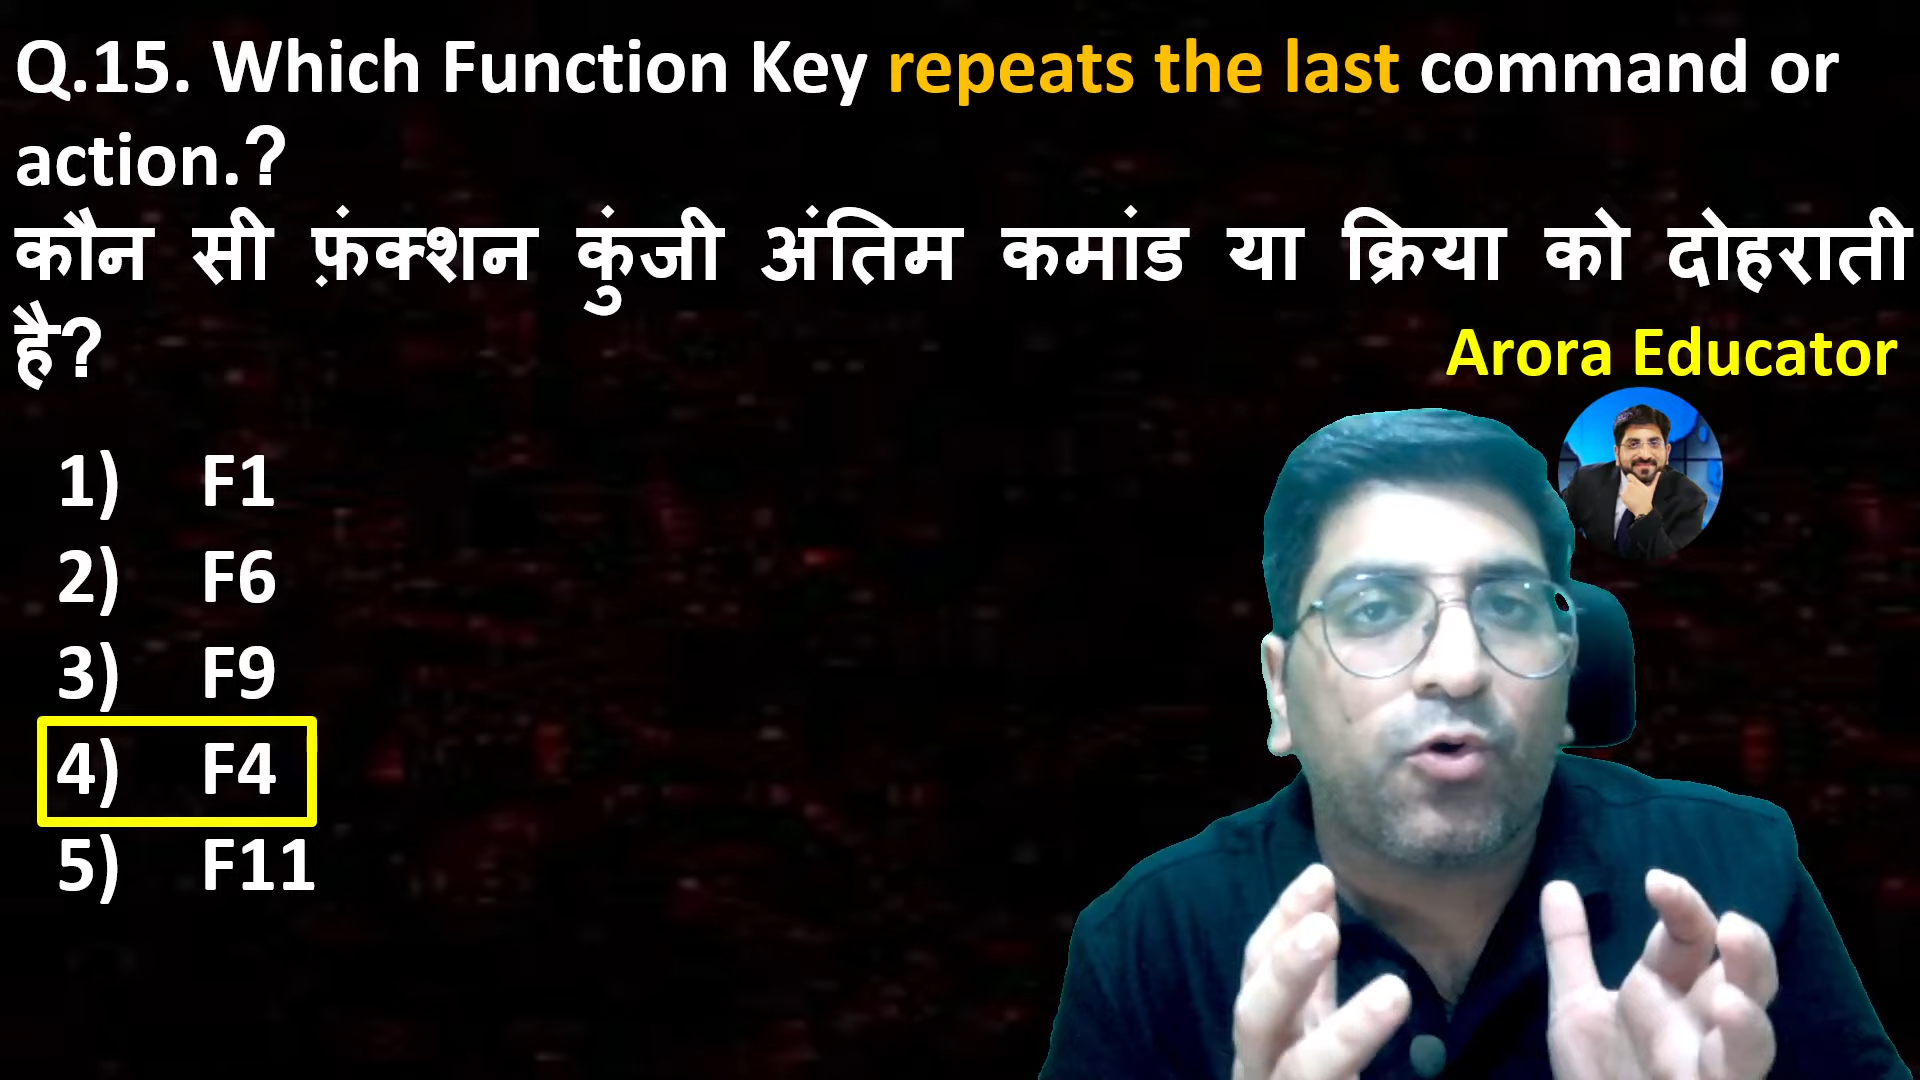 Q.15. Which Function Key repeats the last command or
action.?
कौन सी फ़ंक्शन कुंजी अंतिम कमांड या क्रिया को दोहराती
है?
Arora Educator
1) F1
2) F6
3) F9
4) F4
5) F11